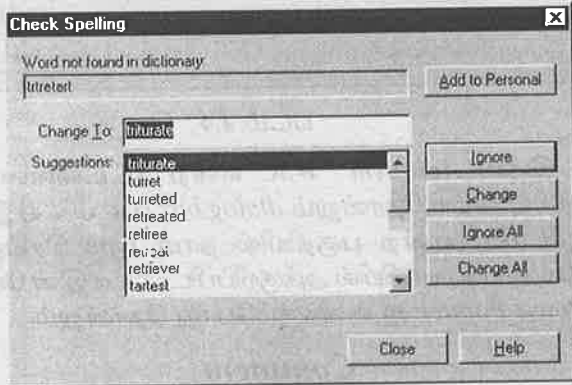 Check Spelling
Word not found in dictionary
Add to Personal
Change To: triturate
Suggestions: triturate
turret
turreted
retreated
retiree
retreat
retriever
tartest
Ignore
Change
Ignore All
Change All
Close
Help